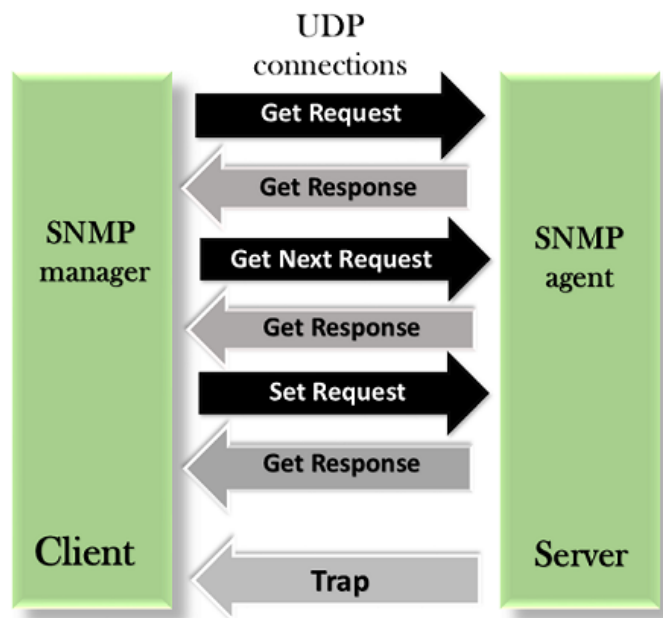 UDP
connections
Get Request
Get Response
SNMP
manager
Get Next Request
SNMP
agent
Get Response
Set Request
Get Response
Client
Trap
Server